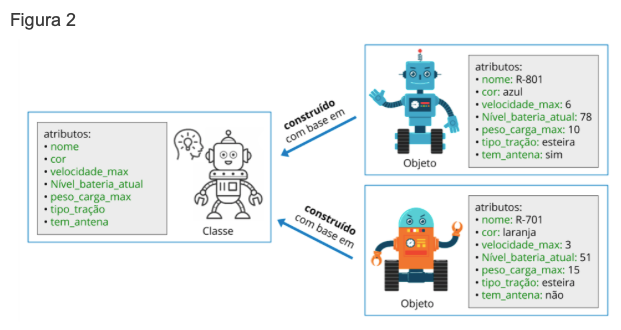 Figura 2
atributos:
• nome
• cor
• velocidade_max
• Nível_bateria_atual
• peso_carga_max
• tipo_tração
• tem_antena
Classe
construído
com base em
construído
com base em
Objeto
atributos:
• nome: R-801
• cor: azul
• velocidade_max: 6
• Nível_bateria_atual: 78
• peso_carga_max: 10
• tipo_tração: esteira
• tem_antena: sim
Objeto
atributos:
• nome: R-701
• cor: laranja
• velocidade_max: 3
• Nível_bateria_atual: 51
• peso_carga_max: 15
• tipo_tração: esteira
• tem_antena: não